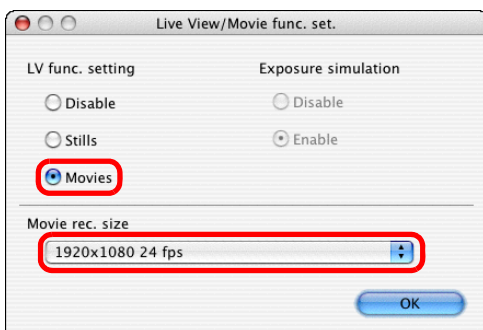 Live View/Movie func. set.
LV func. setting
Exposure simulation
Disable
Disable
Stills
Enable
Movies
Movie rec. size
1920x1080 24 fps
OK